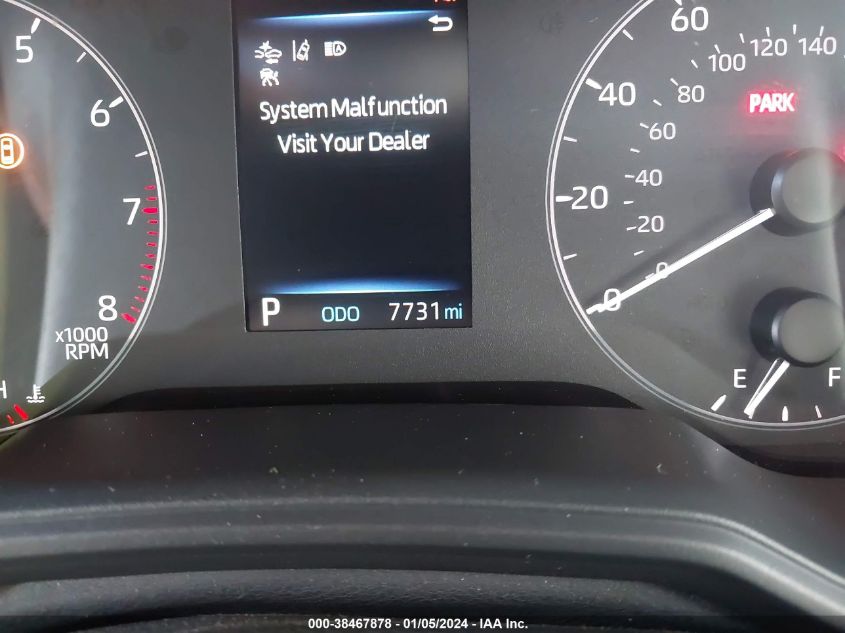 System Malfunction
Visit Your Dealer
P ODO 7731 mi
5
6
7
8
x1000
RPM
H
60
40
20
0
140
120
100
80
60
40
20
0
PARK
E F
000-38467878 - 01/05/2024 - IAA Inc.